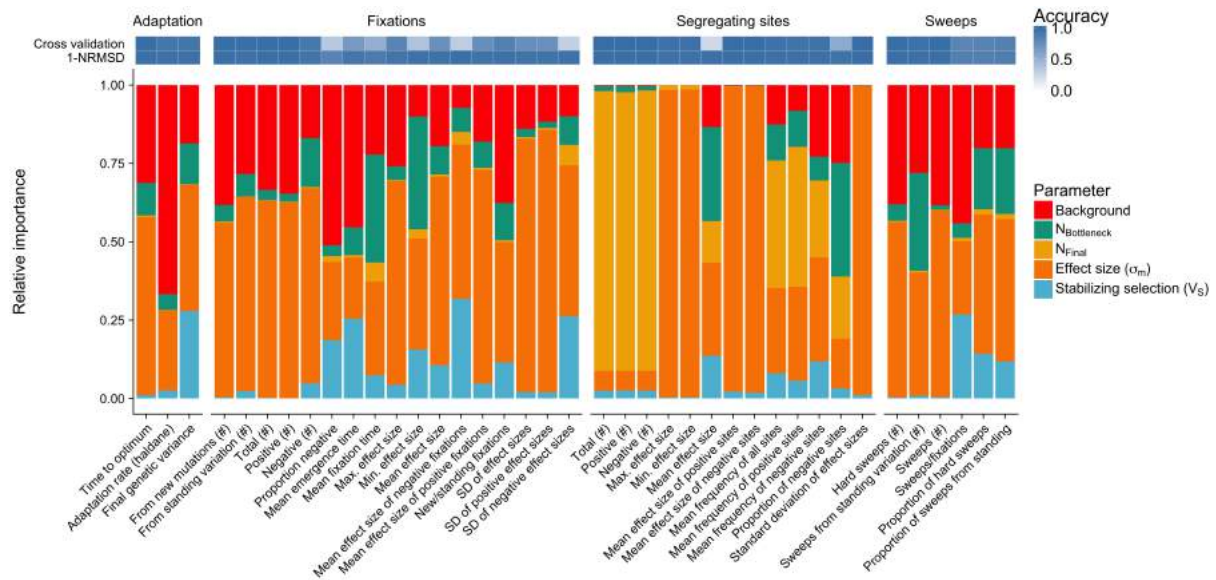 Adaptation
Fixations
Segregating sites
Sweeps
Accuracy
Cross validation
1-NRMSD
1.0
0.5
0.0
1.00
0.75
0.50
0.25
0.00
Relative importance
Parameter
Background
N_Bottleneck
N_Final
Effect size (σ_m)
Stabilizing selection (V_S)
Time to optimum
Adaptation rate (haldane)
Final genetic variance
From new mutations (#)
From standing variation (#)
Total (#)
Positive (#)
Negative (#)
Proportion negative
Mean emergence time
Mean fixation time
Max. effect size
Min. effect size
Mean effect size
Mean effect size of negative fixations
Mean effect size of positive fixations
New/standing fixations
SD of effect sizes
SD of positive effect sizes
SD of negative effect sizes
Total (#)
Positive (#)
Negative (#)
Max. effect size
Min. effect size
Mean effect size
Mean effect size of positive sites
Mean effect size of negative sites
Mean frequency of all sites
Mean frequency of positive sites
Mean frequency of negative sites
Proportion of negative sites
Standard deviation of effect sizes
Hard sweeps (#)
Sweeps from standing variation (#)
Sweeps (#)
Sweeps/fixations
Proportion of hard sweeps
Proportion of sweeps from standing